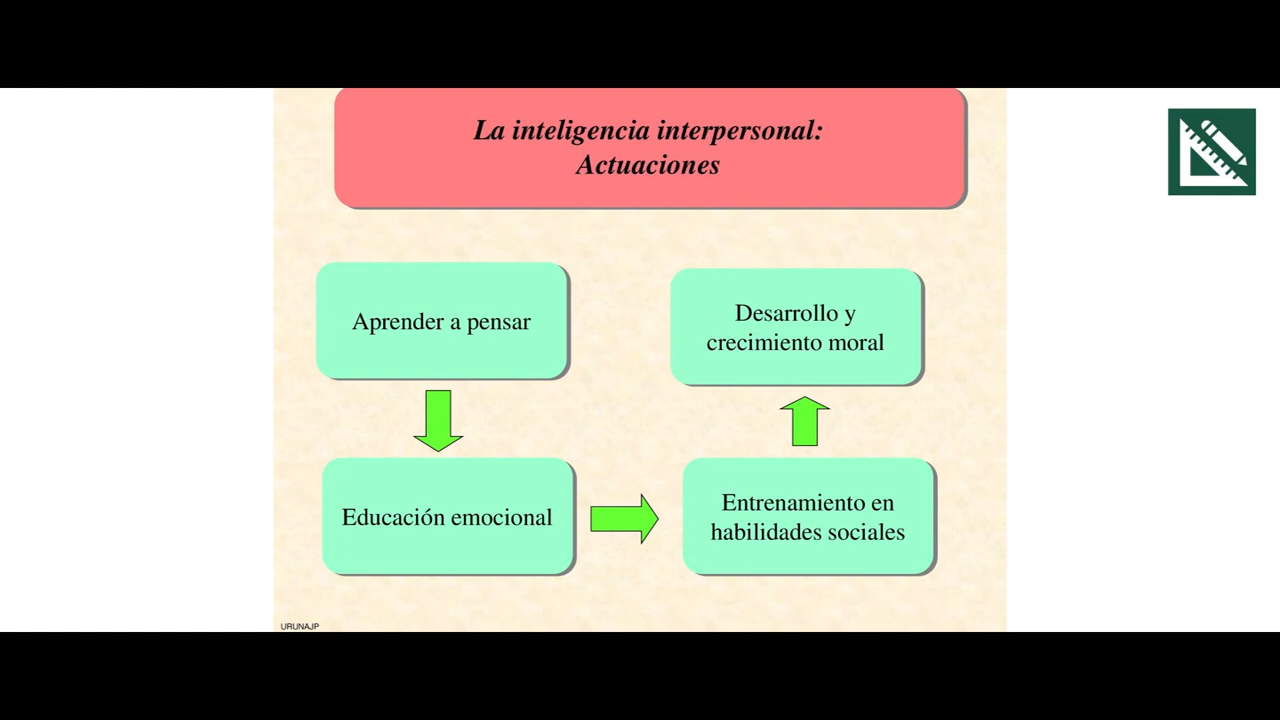 La inteligencia interpersonal:
Actuaciones
Aprender a pensar
Educación emocional
Entrenamiento en
habilidades sociales
Desarrollo y
crecimiento moral
URUNAJP